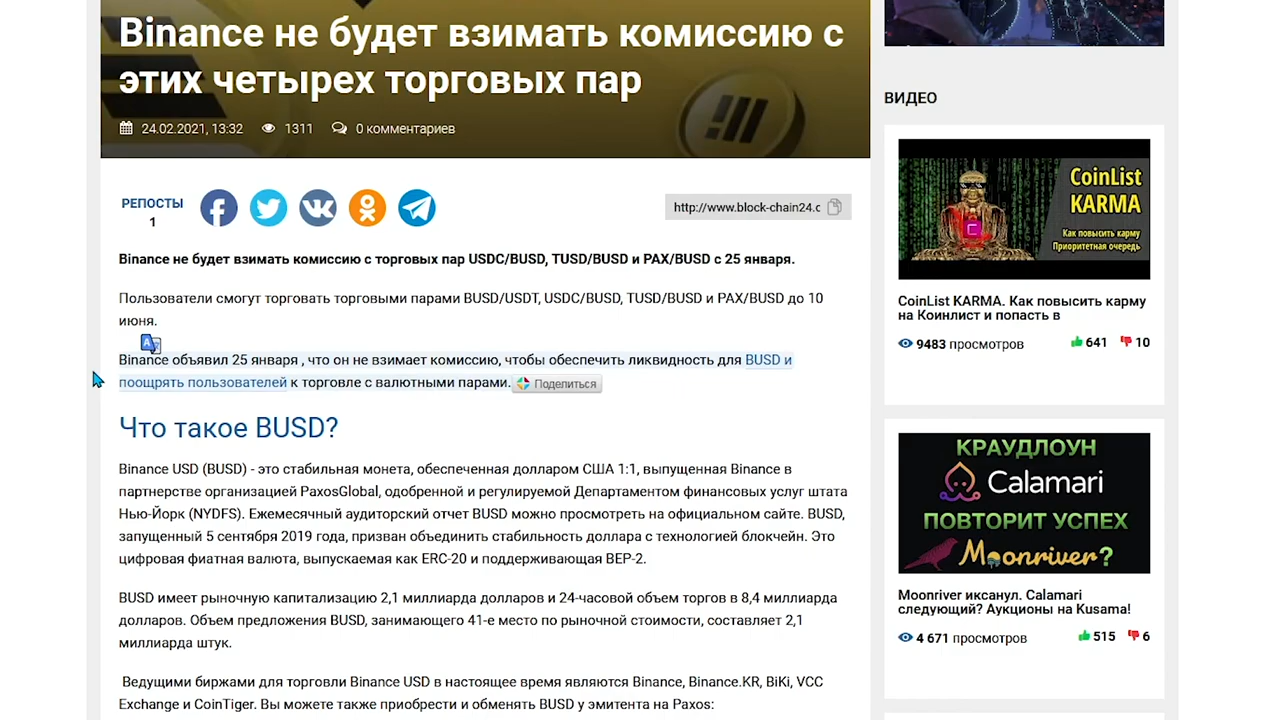 Binance не будет взимать комиссию с
этих четырех торговых пар
24.02.2021, 13:32 1311 0 комментариев
РЕПОСТЫ
1
http://www.block-chain24.c
Binance не будет взимать комиссию с торговых пар USDC/BUSD, TUSD/BUSD и PAX/BUSD с 25 января.
Пользователи смогут торговать торговыми парами BUSD/USDT, USDC/BUSD, TUSD/BUSD и PAX/BUSD до 10
июня.
Binance объявил 25 января , что он не взимает комиссию, чтобы обеспечить ликвидность для BUSD и
поощрять пользователей к торговле с валютными парами. Поделиться
Что такое BUSD?
Binance USD (BUSD) - это стабильная монета, обеспеченная долларом США 1:1, выпущенная Binance в
партнерстве организацией PaxosGlobal, одобренной и регулируемой Департаментом финансовых услуг штата
Нью-Йорк (NYDFS). Ежемесячный аудиторский отчет BUSD можно просмотреть на официальном сайте. BUSD,
запущенный 5 сентября 2019 года, призван объединить стабильность доллара с технологией блокчейн. Это
цифровая фиатная валюта, выпускаемая как ERC-20 и поддерживающая BEP-2.
BUSD имеет рыночную капитализацию 2,1 миллиарда долларов и 24-часовой объем торгов в 8,4 миллиарда
долларов. Объем предложения BUSD, занимающего 41-е место по рыночной стоимости, составляет 2,1
миллиарда штук.
Ведущими биржами для торговли Binance USD в настоящее время являются Binance, Binance.KR, BiKi, VCC
Exchange и CoinTiger. Вы можете также приобрести и обменять BUSD у эмитента на Paxos:
ВИДЕО
CoinList
KARMA
Как повысить карму
Приоритетная очередь
CoinList KARMA. Как повысить карму
на Коинлист и попасть в
9483 просмотров 641 10
КРАУДЛОУН
Calamari
ПОВТОРИТ УСПЕХ
Moonriver?
Moonriver иксанул. Calamari
следующий? Аукционы на Kusama!
4 671 просмотров 515 6